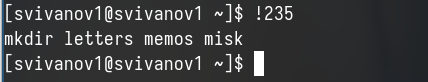 [svivanov1@svivanov1 ~]$ !235
mkdir letters memos misk
[svivanov1@svivanov1 ~]$